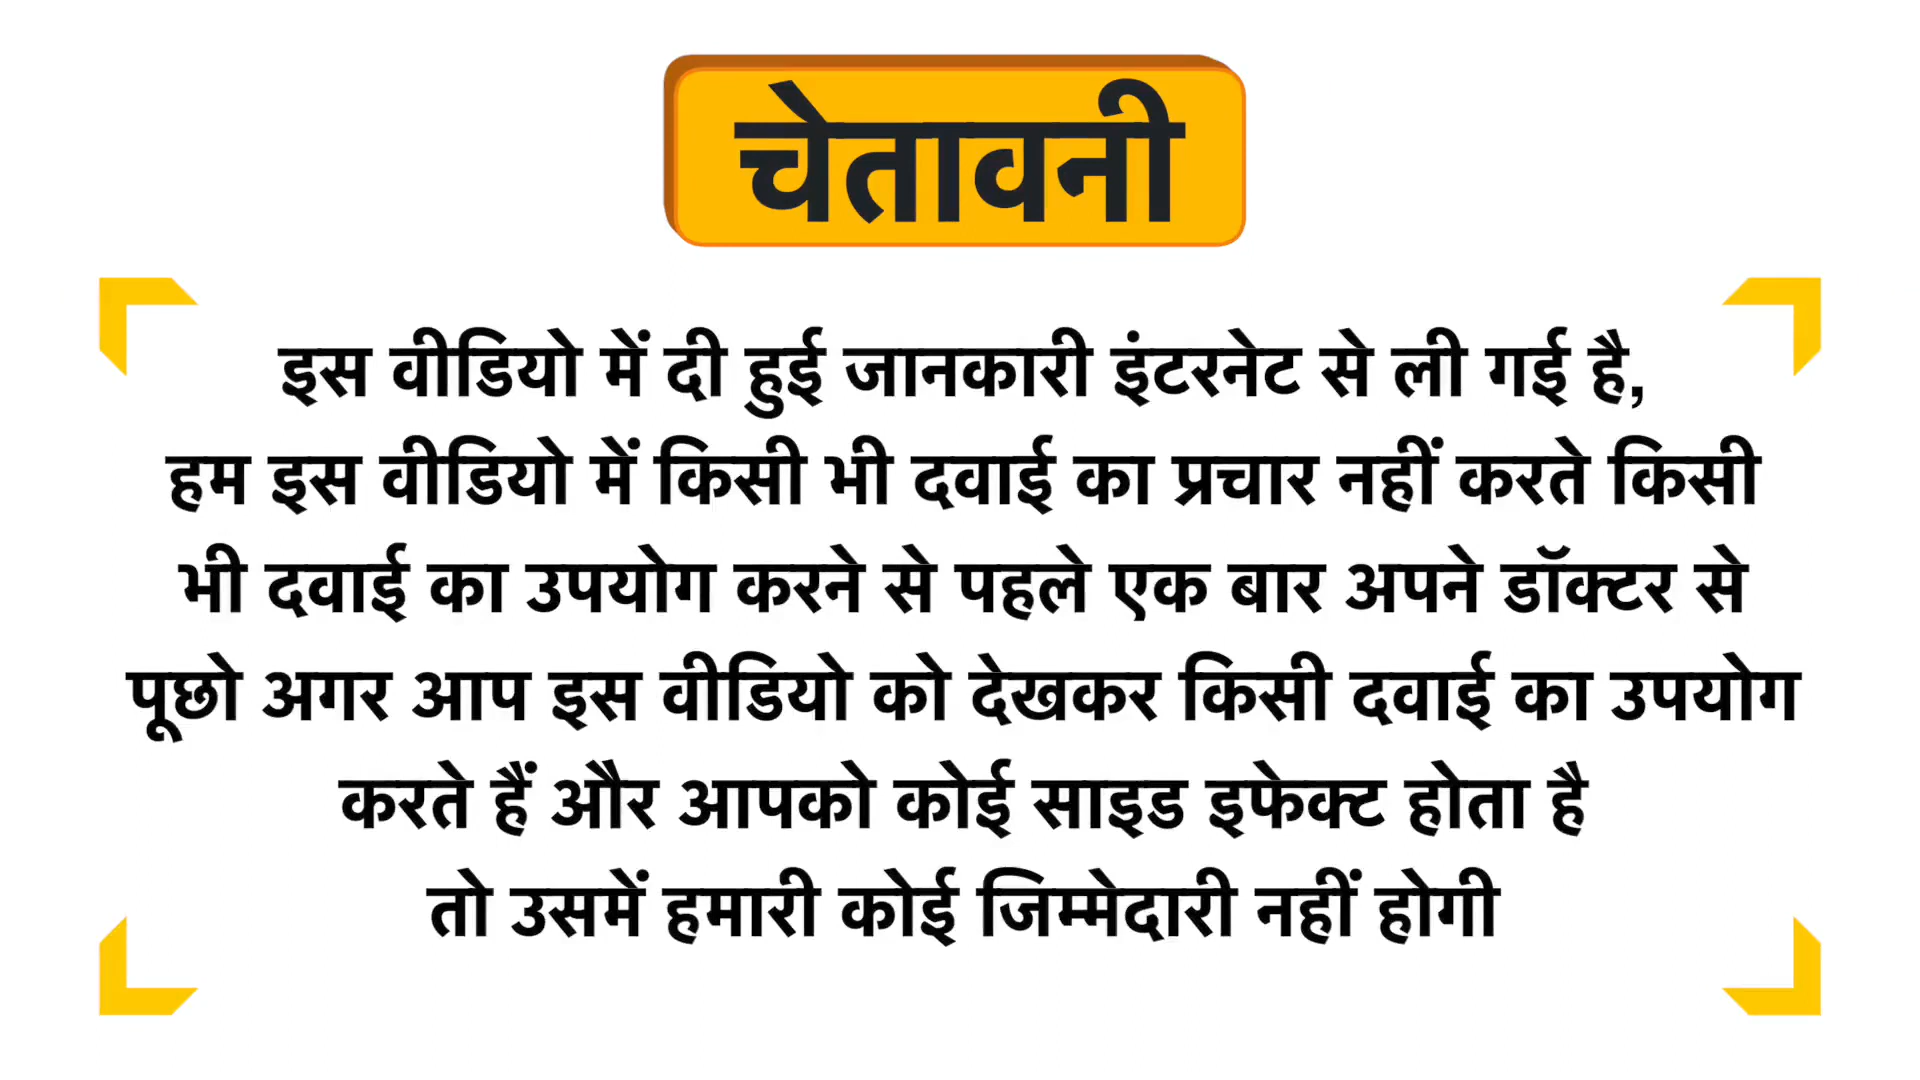 चेतावनी
इस वीडियो में दी हुई जानकारी इंटरनेट से ली गई है,
हम इस वीडियो में किसी भी दवाई का प्रचार नहीं करते किसी
भी दवाई का उपयोग करने से पहले एक बार अपने डॉक्टर से
पूछो अगर आप इस वीडियो को देखकर किसी दवाई का उपयोग
करते हैं और आपको कोई साइड इफेक्ट होता है
तो उसमें हमारी कोई जिम्मेदारी नहीं होगी